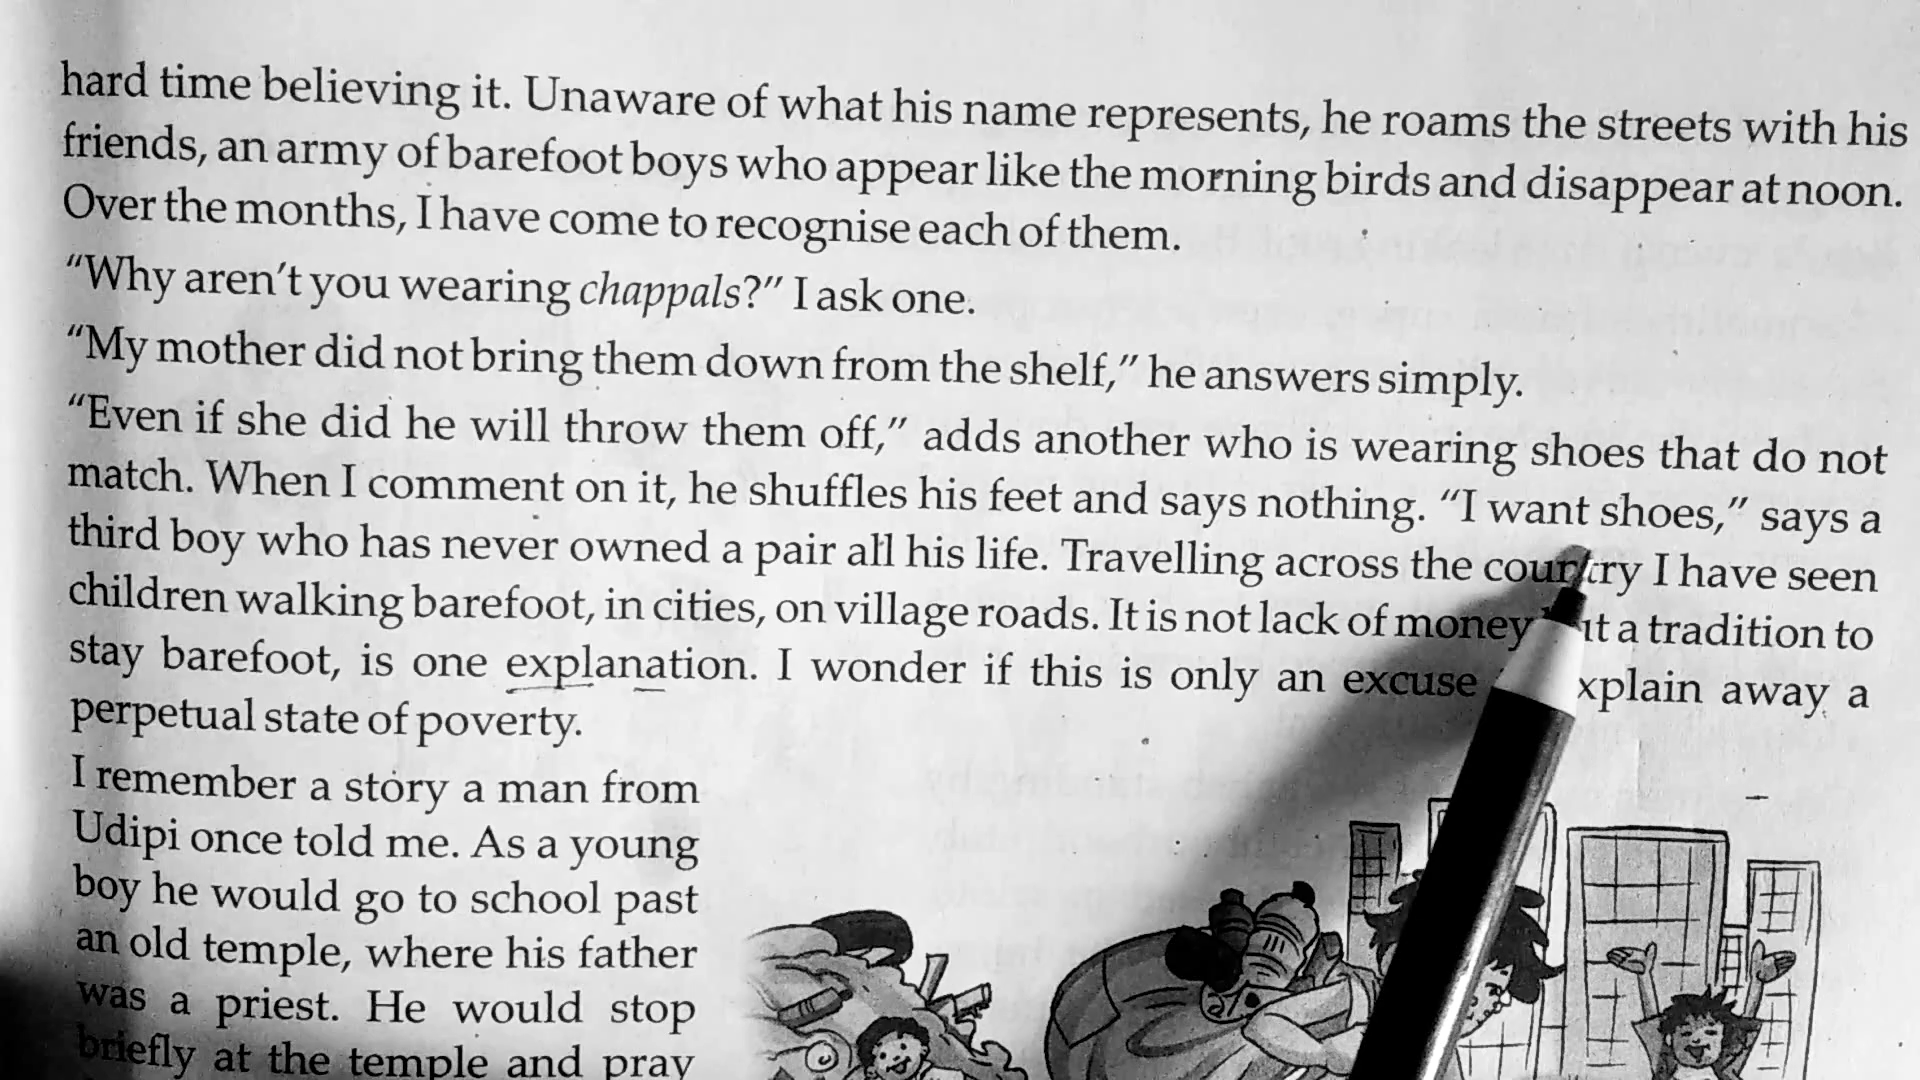 hard time believing it. Unaware of what his name represents, he roams the streets with his
friends, an army of barefoot boys who appear like the morning birds and disappear at noon.
Over the months, I have come to recognise each of them.
"Why aren't you wearing chappals?" I ask one.
"My mother did not bring them down from the shelf," he answers simply.
"Even if she did he will throw them off," adds another who is wearing shoes that do not
match. When I comment on it, he shuffles his feet and says nothing. "I want shoes," says a
third boy who has never owned a pair all his life. Travelling across the country I have seen
children walking barefoot, in cities, on village roads. It is not lack of money a tradition to
stay barefoot, is one explanation. I wonder if this is only an excuse away a
perpetual state of poverty.
I remember a story a man from
Udipi once told me. As a young
boy he would go to school past
an old temple, where his father
was a priest. He would stop
briefly at the temple and pray